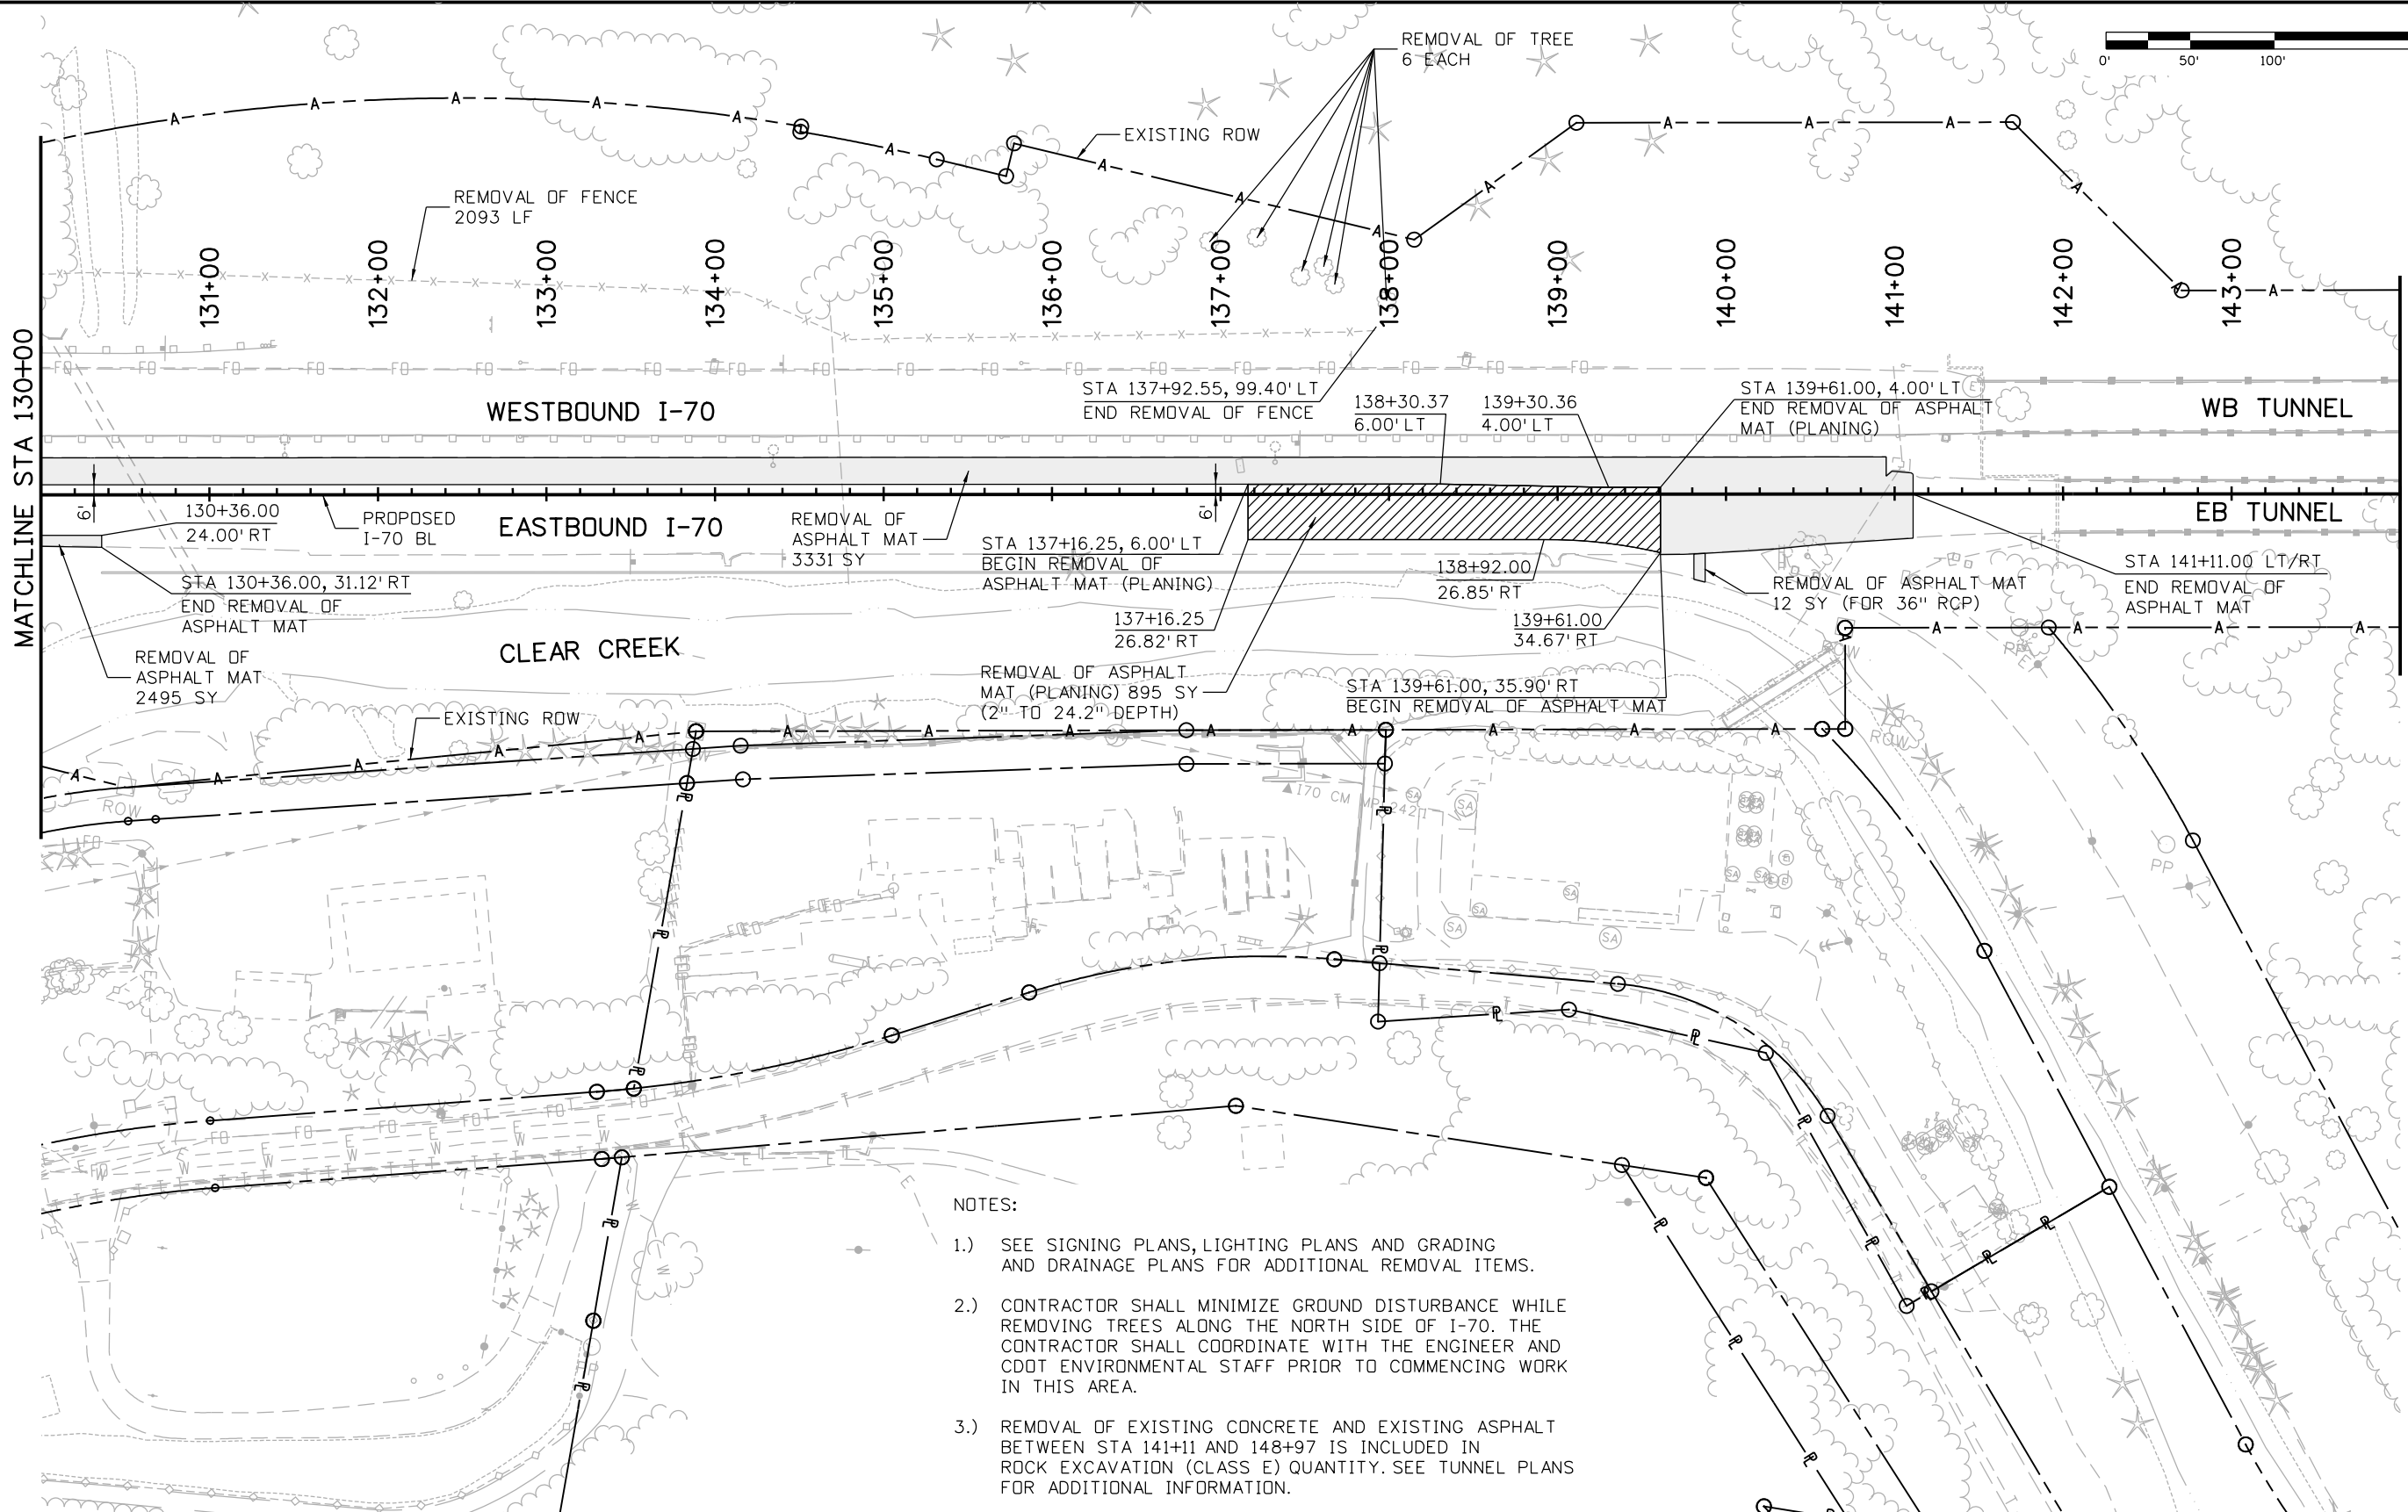 REMOVAL OF TREE
6 EACH
0' 50' 100'
EXISTING ROW
REMOVAL OF FENCE
2093 LF
131+00
132+00
133+00
134+00
135+00
136+00
137+00
138+00
139+00
140+00
141+00
142+00
143+00
MATCHLINE STA 130+00
WESTBOUND I-70
STA 137+92.55, 99.40' LT
END REMOVAL OF FENCE
138+30.37
6.00' LT
139+30.36
4.00' LT
STA 139+61.00, 4.00' LT
END REMOVAL OF ASPHALT
MAT (PLANING)
WB TUNNEL
6'
130+36.00
24.00' RT
PROPOSED
I-70 BL
EASTBOUND I-70
REMOVAL OF
ASPHALT MAT
3331 SY
6'
EB TUNNEL
STA 130+36.00, 31.12' RT
END REMOVAL OF
ASPHALT MAT
STA 137+16.25, 6.00' LT
BEGIN REMOVAL OF
ASPHALT MAT (PLANING)
138+92.00
26.85' RT
REMOVAL OF ASPHALT MAT
12 SY (FOR 36" RCP)
STA 141+11.00 LT/RT
END REMOVAL OF
ASPHALT MAT
137+16.25
26.82' RT
139+61.00
34.67' RT
CLEAR CREEK
REMOVAL OF
ASPHALT MAT
2495 SY
REMOVAL OF ASPHALT
MAT (PLANING) 895 SY
(2" TO 24.2" DEPTH)
STA 139+61.00, 35.90' RT
BEGIN REMOVAL OF ASPHALT MAT
EXISTING ROW
ROW
ROW
PP
NOTES:
1.) SEE SIGNING PLANS, LIGHTING PLANS AND GRADING
AND DRAINAGE PLANS FOR ADDITIONAL REMOVAL ITEMS.
2.) CONTRACTOR SHALL MINIMIZE GROUND DISTURBANCE WHILE
REMOVING TREES ALONG THE NORTH SIDE OF I-70. THE
CONTRACTOR SHALL COORDINATE WITH THE ENGINEER AND
CDOT ENVIRONMENTAL STAFF PRIOR TO COMMENCING WORK
IN THIS AREA.
3.) REMOVAL OF EXISTING CONCRETE AND EXISTING ASPHALT
BETWEEN STA 141+11 AND 148+97 IS INCLUDED IN
ROCK EXCAVATION (CLASS E) QUANTITY. SEE TUNNEL PLANS
FOR ADDITIONAL INFORMATION.